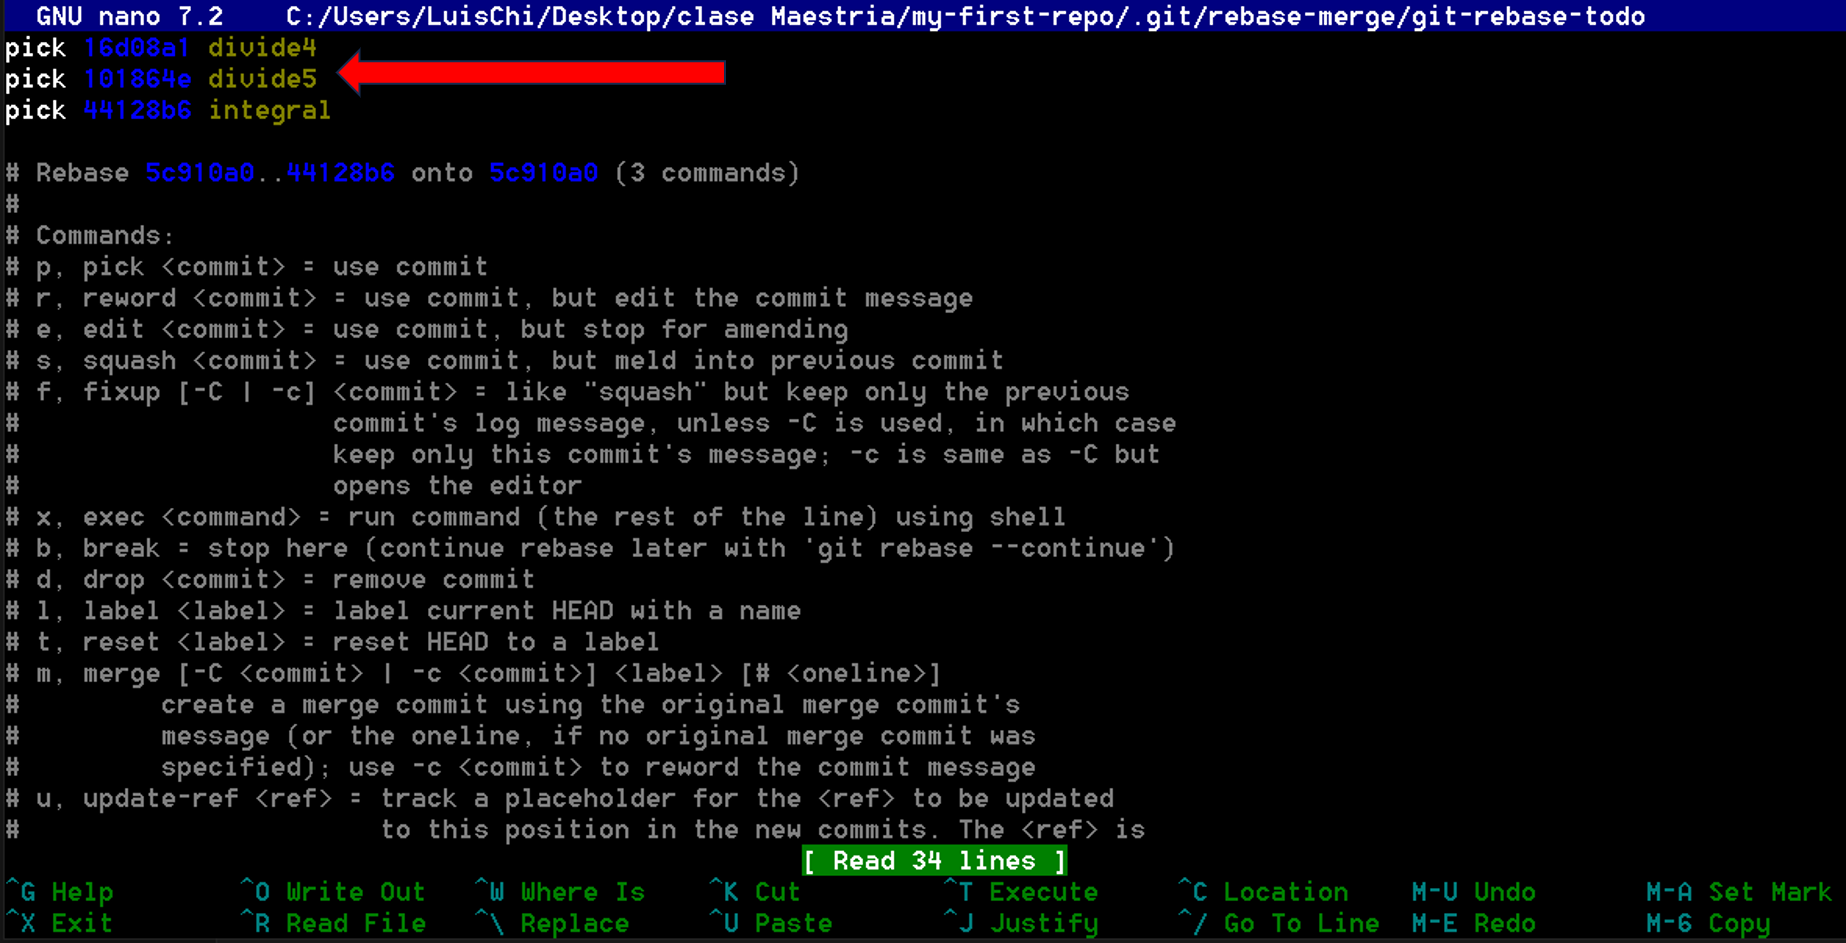 GNU nano 7.2 C:/Users/LuisChi/Desktop/clase Maestria/my-first-repo/.git/rebase-merge/git-rebase-todo
pick 16d08a1 divide4
pick 101864e divide5
pick 44128b6 integral
# Rebase 5c910a0..44128b6 onto 5c910a0 (3 commands)
#
# Commands:
# p, pick <commit> = use commit
# r, reword <commit> = use commit, but edit the commit message
# e, edit <commit> = use commit, but stop for amending
# s, squash <commit> = use commit, but meld into previous commit
# f, fixup [-C | -c] <commit> = like "squash" but keep only the previous
# commit's log message, unless -C is used, in which case
# keep only this commit's message; -c is same as -C but
# opens the editor
# x, exec <command> = run command (the rest of the line) using shell
# b, break = stop here (continue rebase later with 'git rebase --continue')
# d, drop <commit> = remove commit
# l, label <label> = label current HEAD with a name
# t, reset <label> = reset HEAD to a label
# m, merge [-C <commit> | -c <commit>] <label> [# <oneline>]
# create a merge commit using the original merge commit's
# message (or the oneline, if no original merge commit was
# specified); use -c <commit> to reword the commit message
# u, update-ref <ref> = track a placeholder for the <ref> to be updated
# to this position in the new commits. The <ref> is
[ Read 34 lines ]
^G Help ^O Write Out ^W Where Is ^K Cut ^T Execute ^C Location M-U Undo M-A Set Mark
^X Exit ^R Read File ^\ Replace ^U Paste ^J Justify ^/ Go To Line M-E Redo M-6 Copy